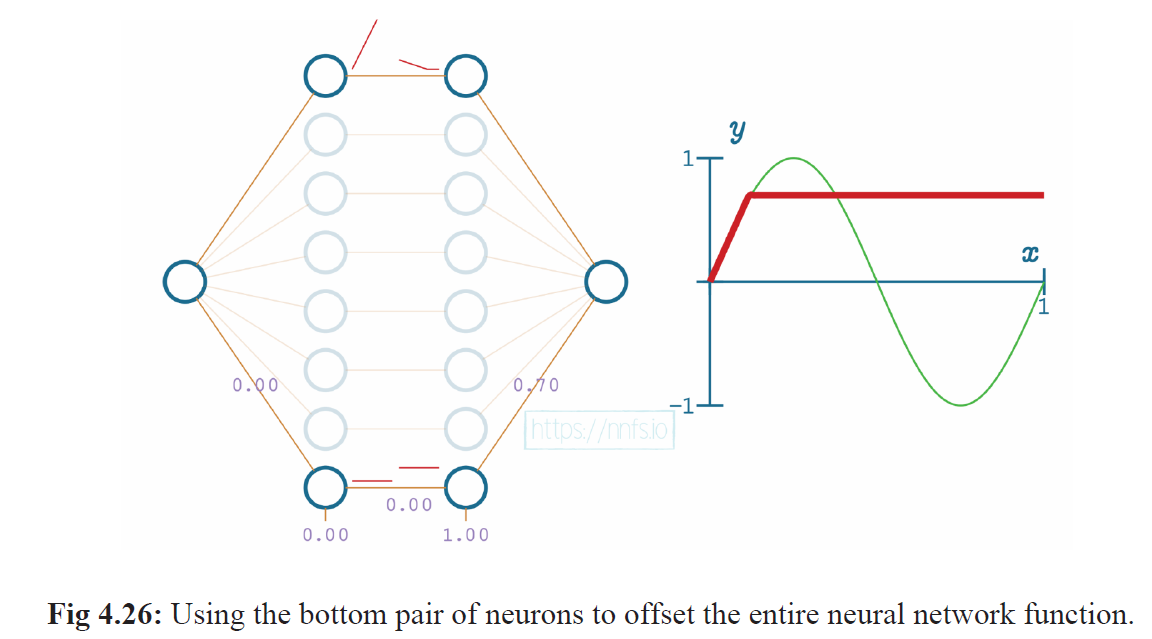 y
1
x
1
0.00
0.70
-1
https://nnfs.io
0.00
0.00
1.00
Fig 4.26: Using the bottom pair of neurons to offset the entire neural network function.